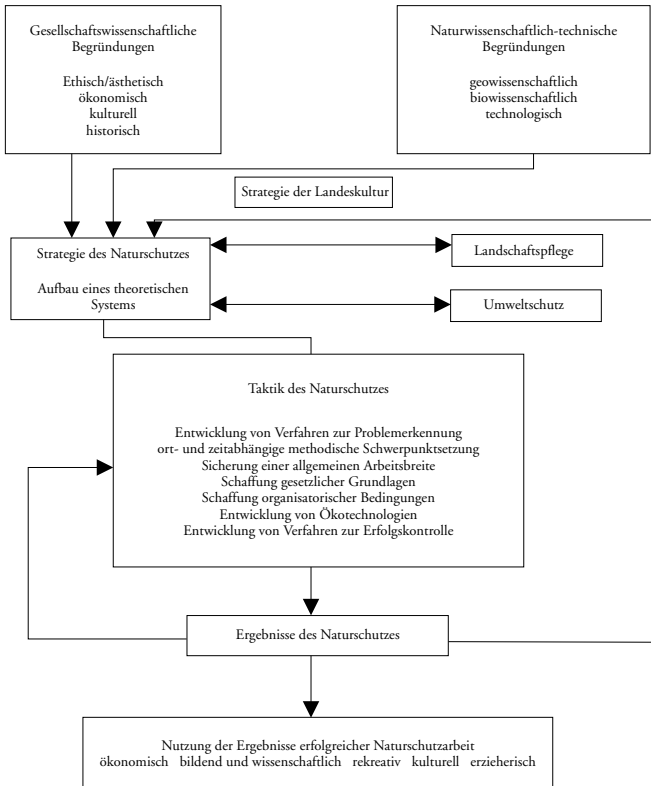 Gesellschaftswissenschaftliche
Begründungen
Ethisch/ästhetisch
ökonomisch
kulturell
historisch
Naturwissenschaftlich-technische
Begründungen
geowissenschaftlich
biowissenschaftlich
technologisch
Strategie der Landeskultur
Strategie des Naturschutzes
Aufbau eines theoretischen
Systems
Landschaftspflege
Umweltschutz
Taktik des Naturschutzes
Entwicklung von Verfahren zur Problemerkennung
ort- und zeitabhängige methodische Schwerpunktsetzung
Sicherung einer allgemeinen Arbeitsbreite
Schaffung gesetzlicher Grundlagen
Schaffung organisatorischer Bedingungen
Entwicklung von Ökotechnologien
Entwicklung von Verfahren zur Erfolgskontrolle
Ergebnisse des Naturschutzes
Nutzung der Ergebnisse erfolgreicher Naturschutzarbeit
ökonomisch bildend und wissenschaftlich rekreativ kulturell erzieherisch